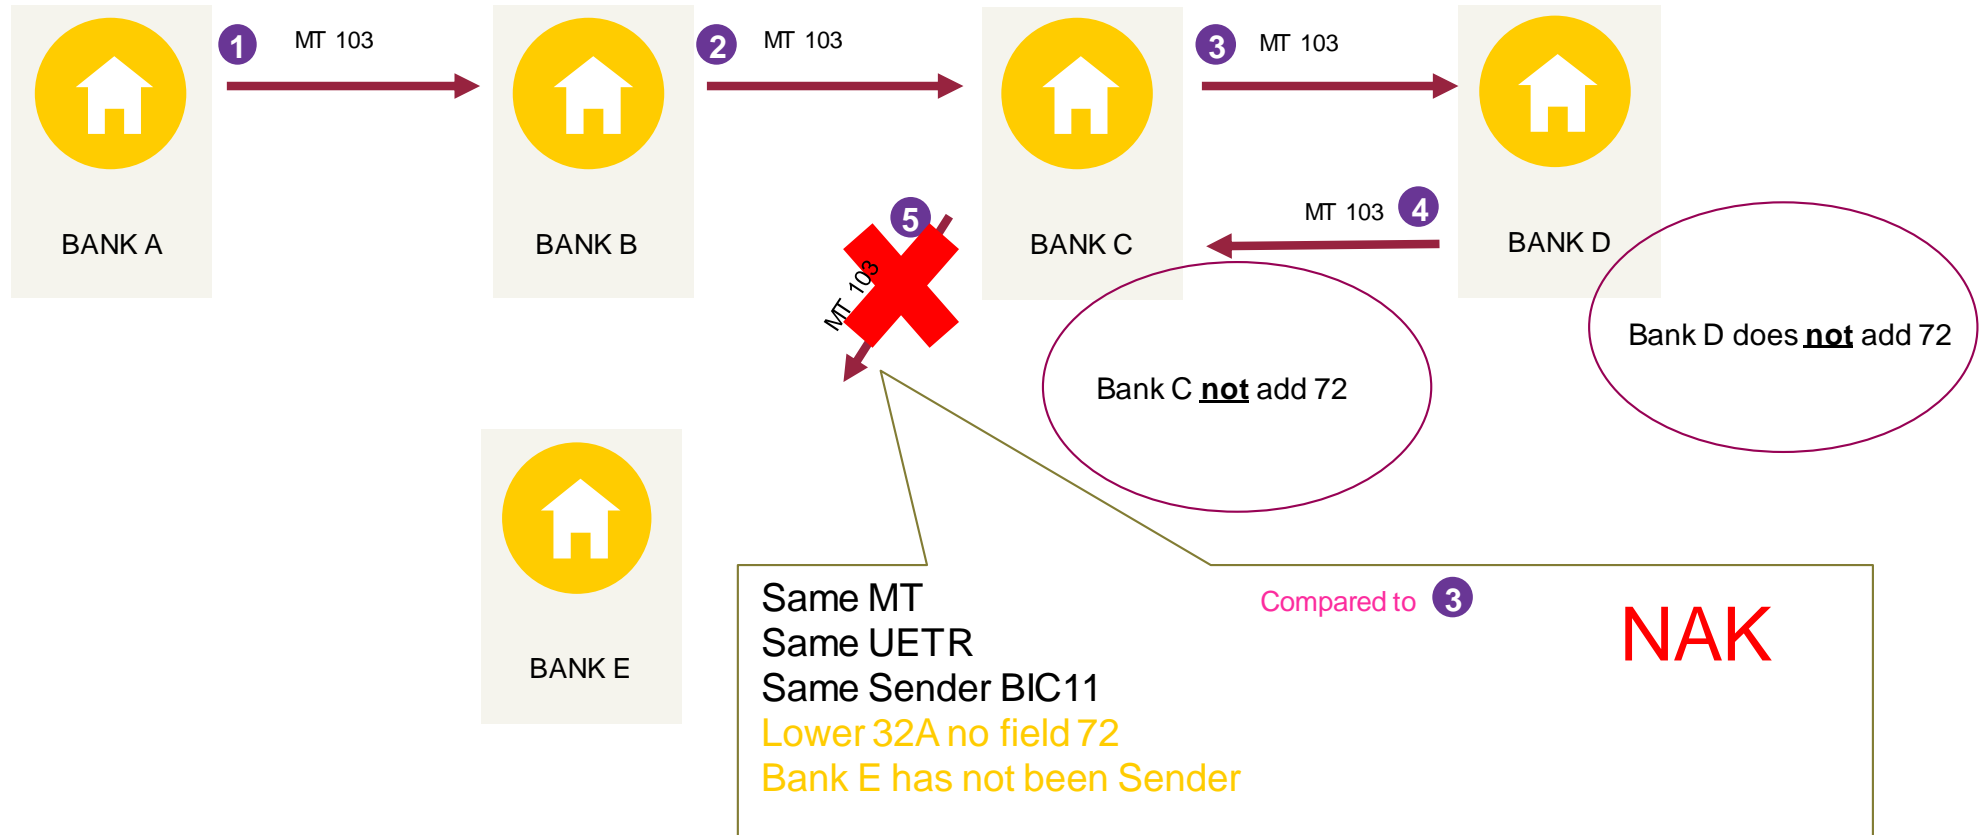 1 MT 103
2 MT 103
3 MT 103
BANK A
BANK B
BANK C
BANK D
MT 103 4
5
MT 103
Bank D does not add 72
Bank C not add 72
BANK E
Same MT
Same UETR
Same Sender BIC11
Lower 32A no field 72
Bank E has not been Sender
Compared to 3
NAK